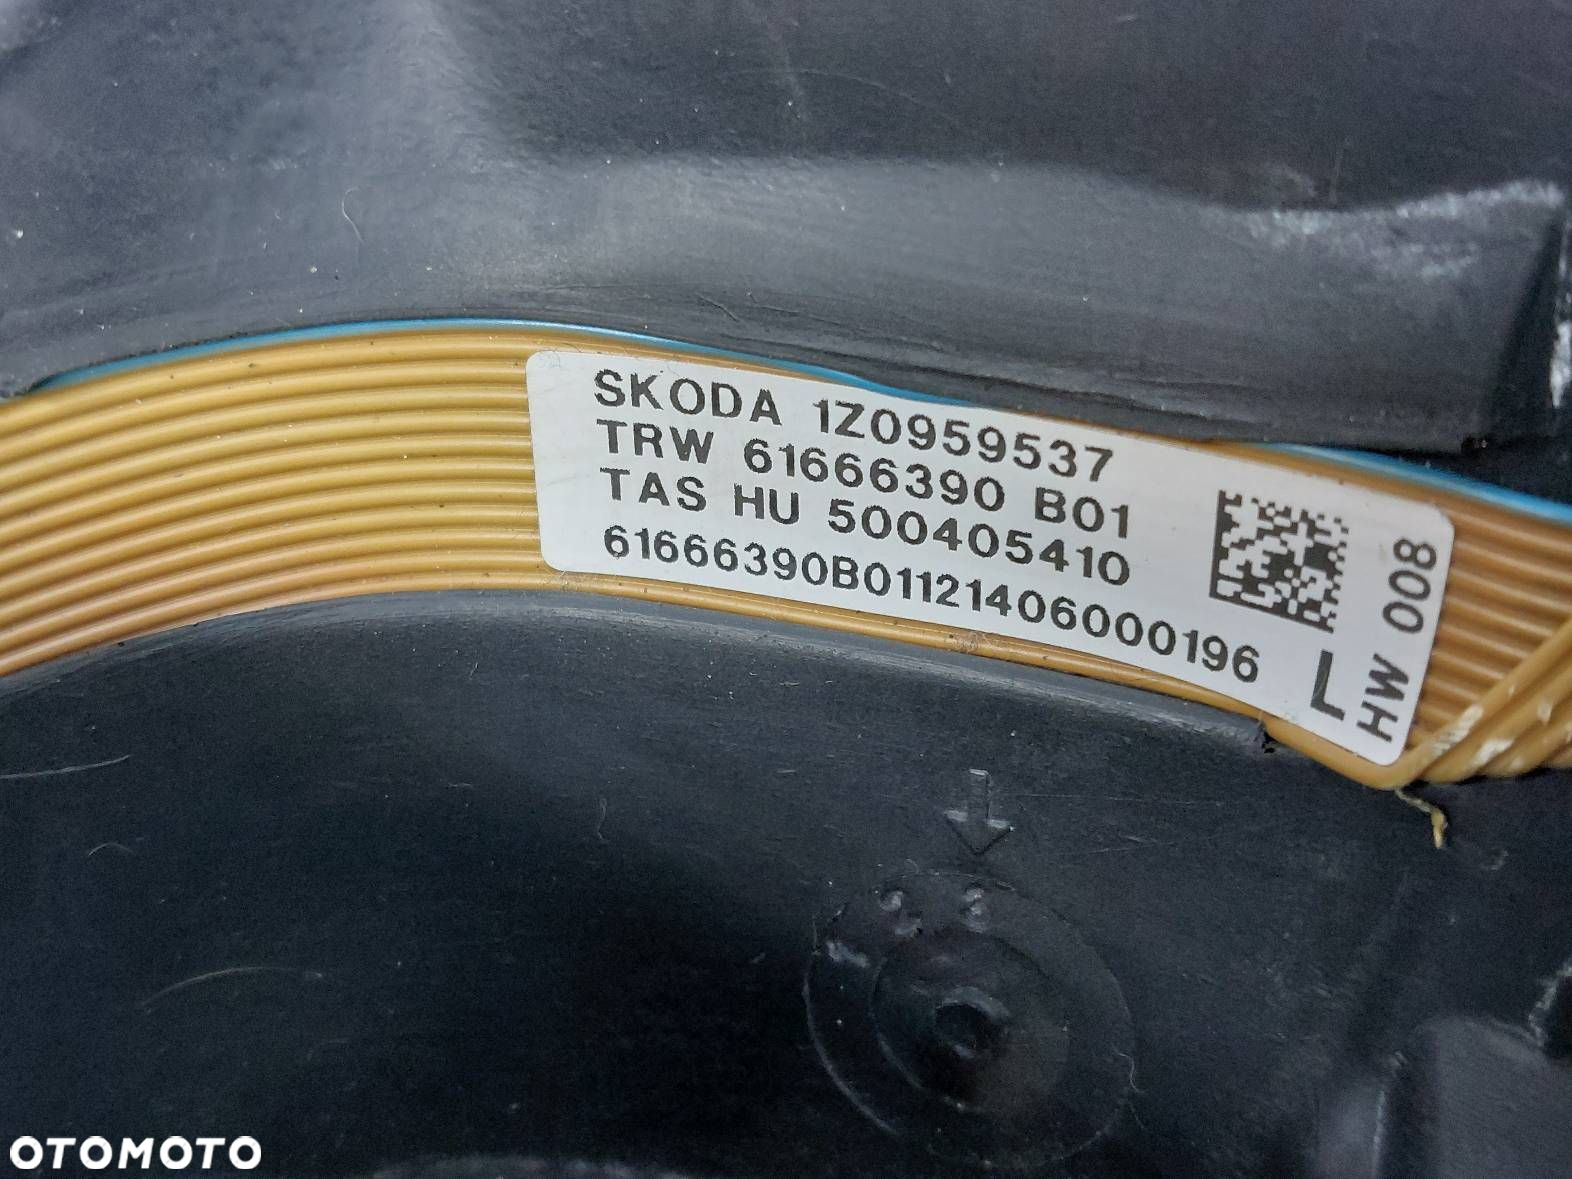 SKODA 1Z0959537
TRW 61666390 B01
TAS HU 500405410
61666390B01121406000196
L
HW 008
OTOMOTO